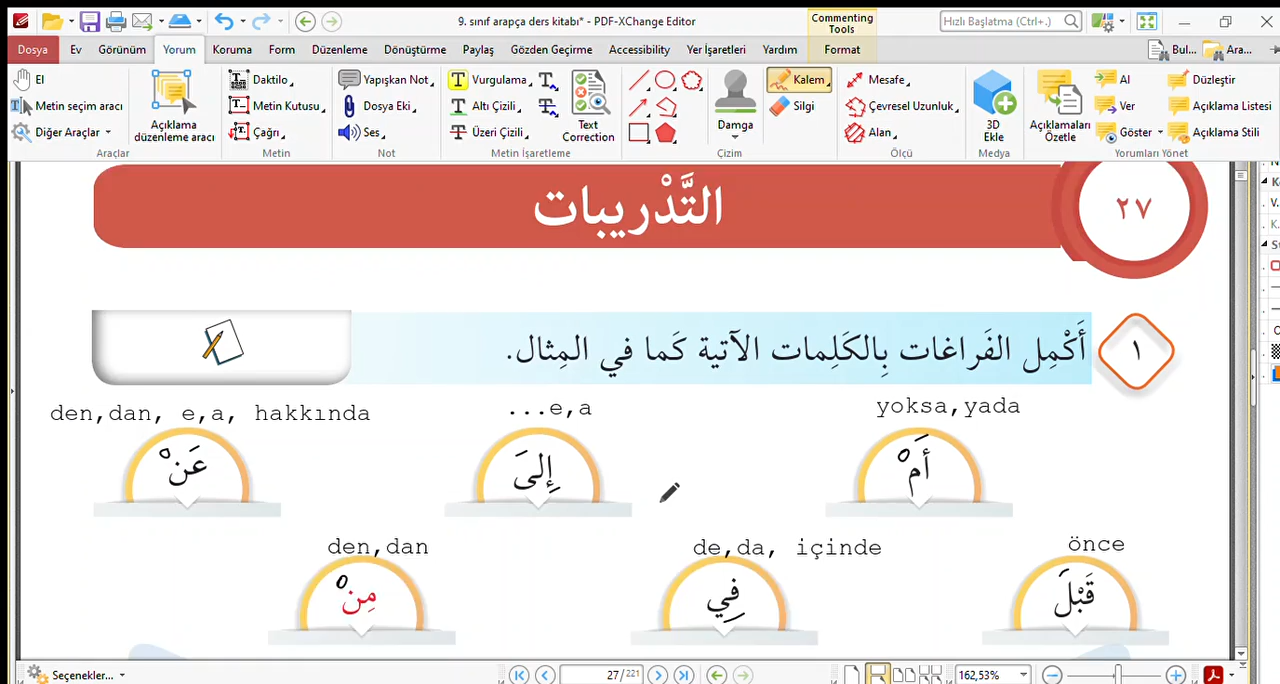 9. sınıf arapça ders kitabı* - PDF-XChange Editor
Commenting Tools
Hızlı Başlatma (Ctrl+.)
Dosya Ev Görünüm Yorum Koruma Form Düzenleme Dönüştürme Paylaş Gözden Geçirme Accessibility Yer İşaretleri Yardım Format Bul... Ara...
El
Metin seçim aracı
Diğer Araçlar
Açıklama düzenleme aracı
Araçlar
Daktilo
Metin Kutusu
Çağrı
Metin
Yapışkan Not
Dosya Eki
Ses
Not
Vurgulama
Altı Çizili
Üzeri Çizili
Text Correction
Metin İşaretleme
Damga
Kalem
Silgi
Çizim
Mesafe
Çevresel Uzunluk
Alan
Ölçü
3D Ekle
Medya
Açıklamaları Özetle
Al
Ver
Göster
Düzleştir
Açıklama Listesi
Açıklama Stili
Yorumları Yönet
التَّدْرِيبات
٢٧
١
أَكْمِل الفَراغات بِالكَلِمات الآتية كَما في المِثال.
den,dan, e,a, hakkında
...e,a
yoksa,yada
عَنْ
إِلىَ
أَمْ
den,dan
de,da, içinde
önce
مِنْ
فِي
قَبْلَ
Seçenekler...
27/221
162,53%